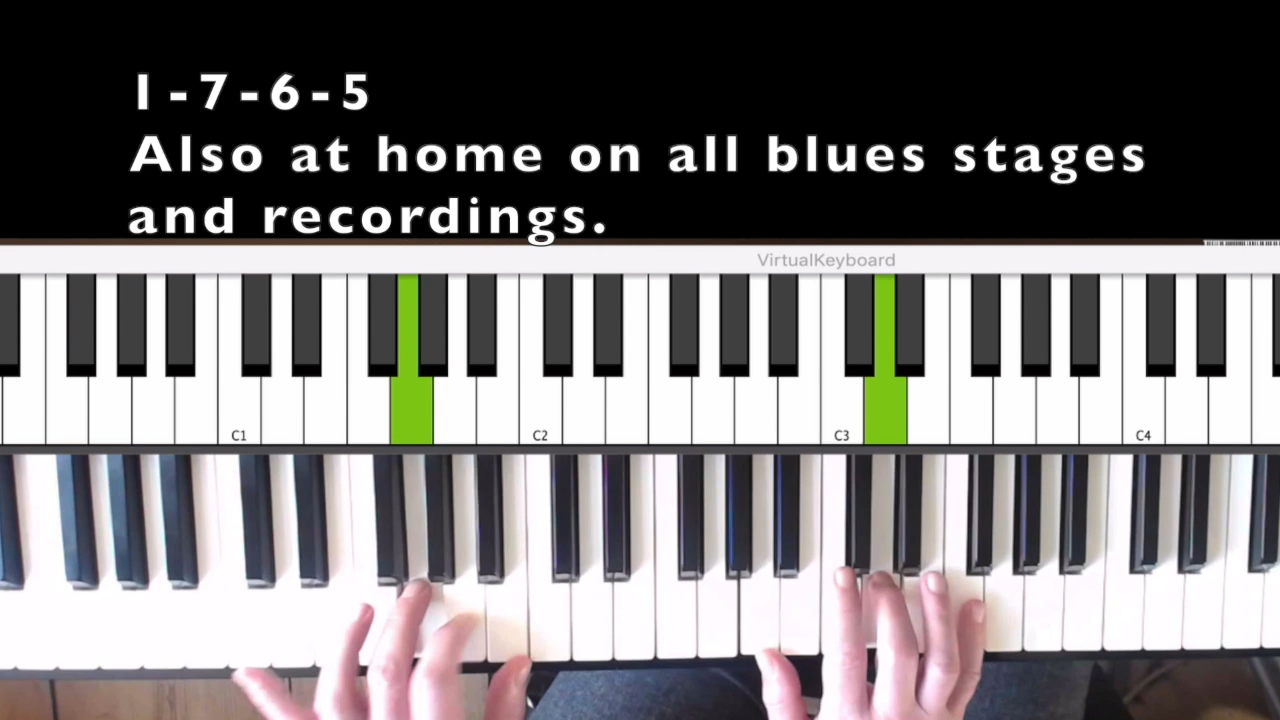 1-7-6-5
Also at home on all blues stages
and recordings.
VirtualKeyboard
C1 C2 C3 C4